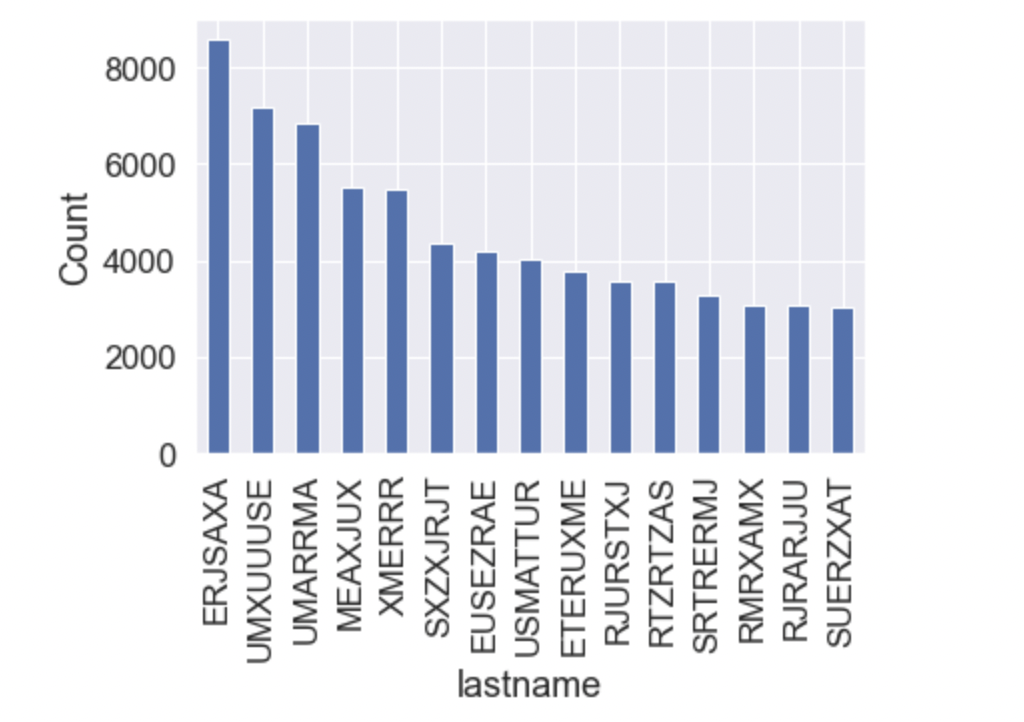 8000
6000
4000
2000
0
Count
ERJSAXA
UMXUUUSE
UMARRMA
MEAXJUX
XMERRR
SXZXJRJT
EUSEZRAE
USMATTUR
ETERUXME
RJURSTXJ
RTZRTZAS
SRTRERMJ
RMRXAMX
RJRARJJU
SUERZXAT
lastname